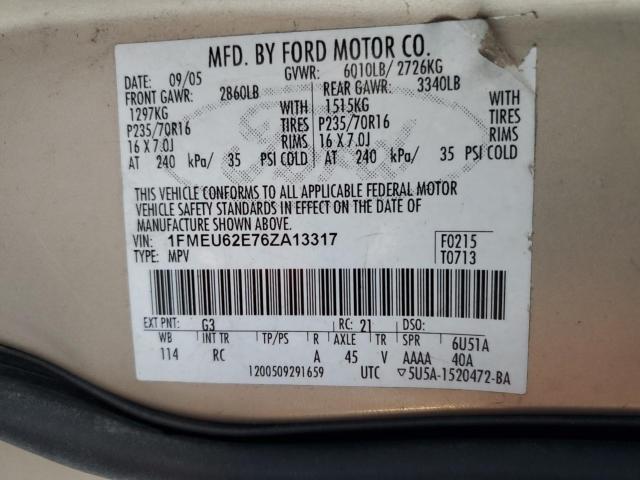 MFD. BY FORD MOTOR CO.
DATE: 09/05 GVWR: 6010LB/ 2726KG
FRONT GAWR: 2860LB REAR GAWR: 3340LB
1297KG WITH 1515KG WITH
P235/70R16 TIRES P235/70R16 TIRES
16 X 7.0J RIMS 16 X 7.0J RIMS
AT 240 kPa/ 35 PSI COLD AT 240 kPa/ 35 PSI COLD
THIS VEHICLE CONFORMS TO ALL APPLICABLE FEDERAL MOTOR
VEHICLE SAFETY STANDARDS IN EFFECT ON THE DATE OF
MANUFACTURE SHOWN ABOVE.
VIN: 1FMEU62E76ZA13317 F0215
TYPE: MPV T0713
EXT PNT: G3 RC: 21 DSO:
WB INT TR TP/PS R AXLE TR SPR 6U51A
114 RC A 45 V AAAA 40A
1200509291659 UTC ▽5U5A-1520472-BA
Ford